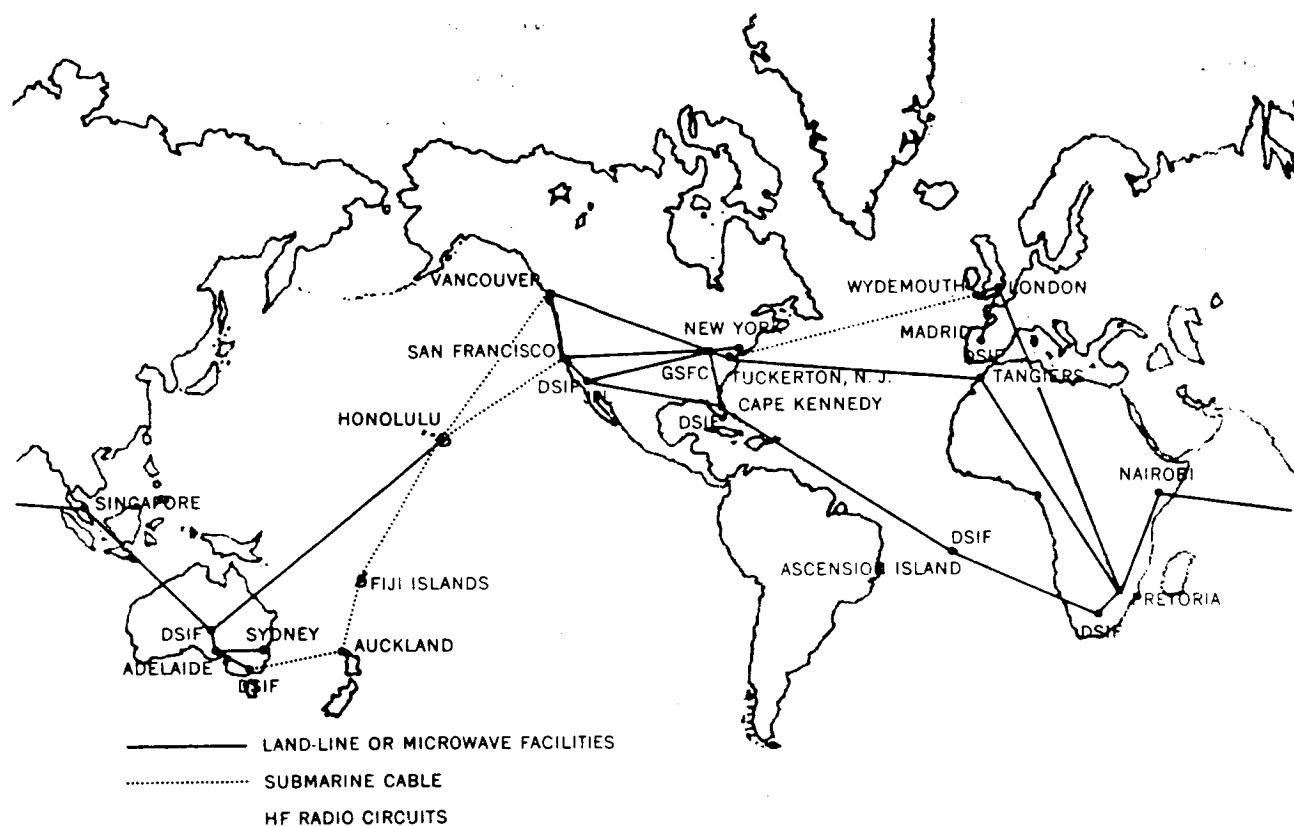 VANCOUVER
WYDEMOUTH
LONDON
NEW YORK
MADRID
SAN FRANCISCO
DSIF
GSFC
TUCKERTON, N. J.
TANGIERS
DSIF
CAPE KENNEDY
HONOLULU
DSIF
NAIROBI
SINGAPORE
DSIF
ASCENSION ISLAND
FIJI ISLANDS
RETORIA
DSIF
DSIF
SYDNEY
AUCKLAND
ADELAIDE
DSIF
LAND-LINE OR MICROWAVE FACILITIES
SUBMARINE CABLE
HF RADIO CIRCUITS